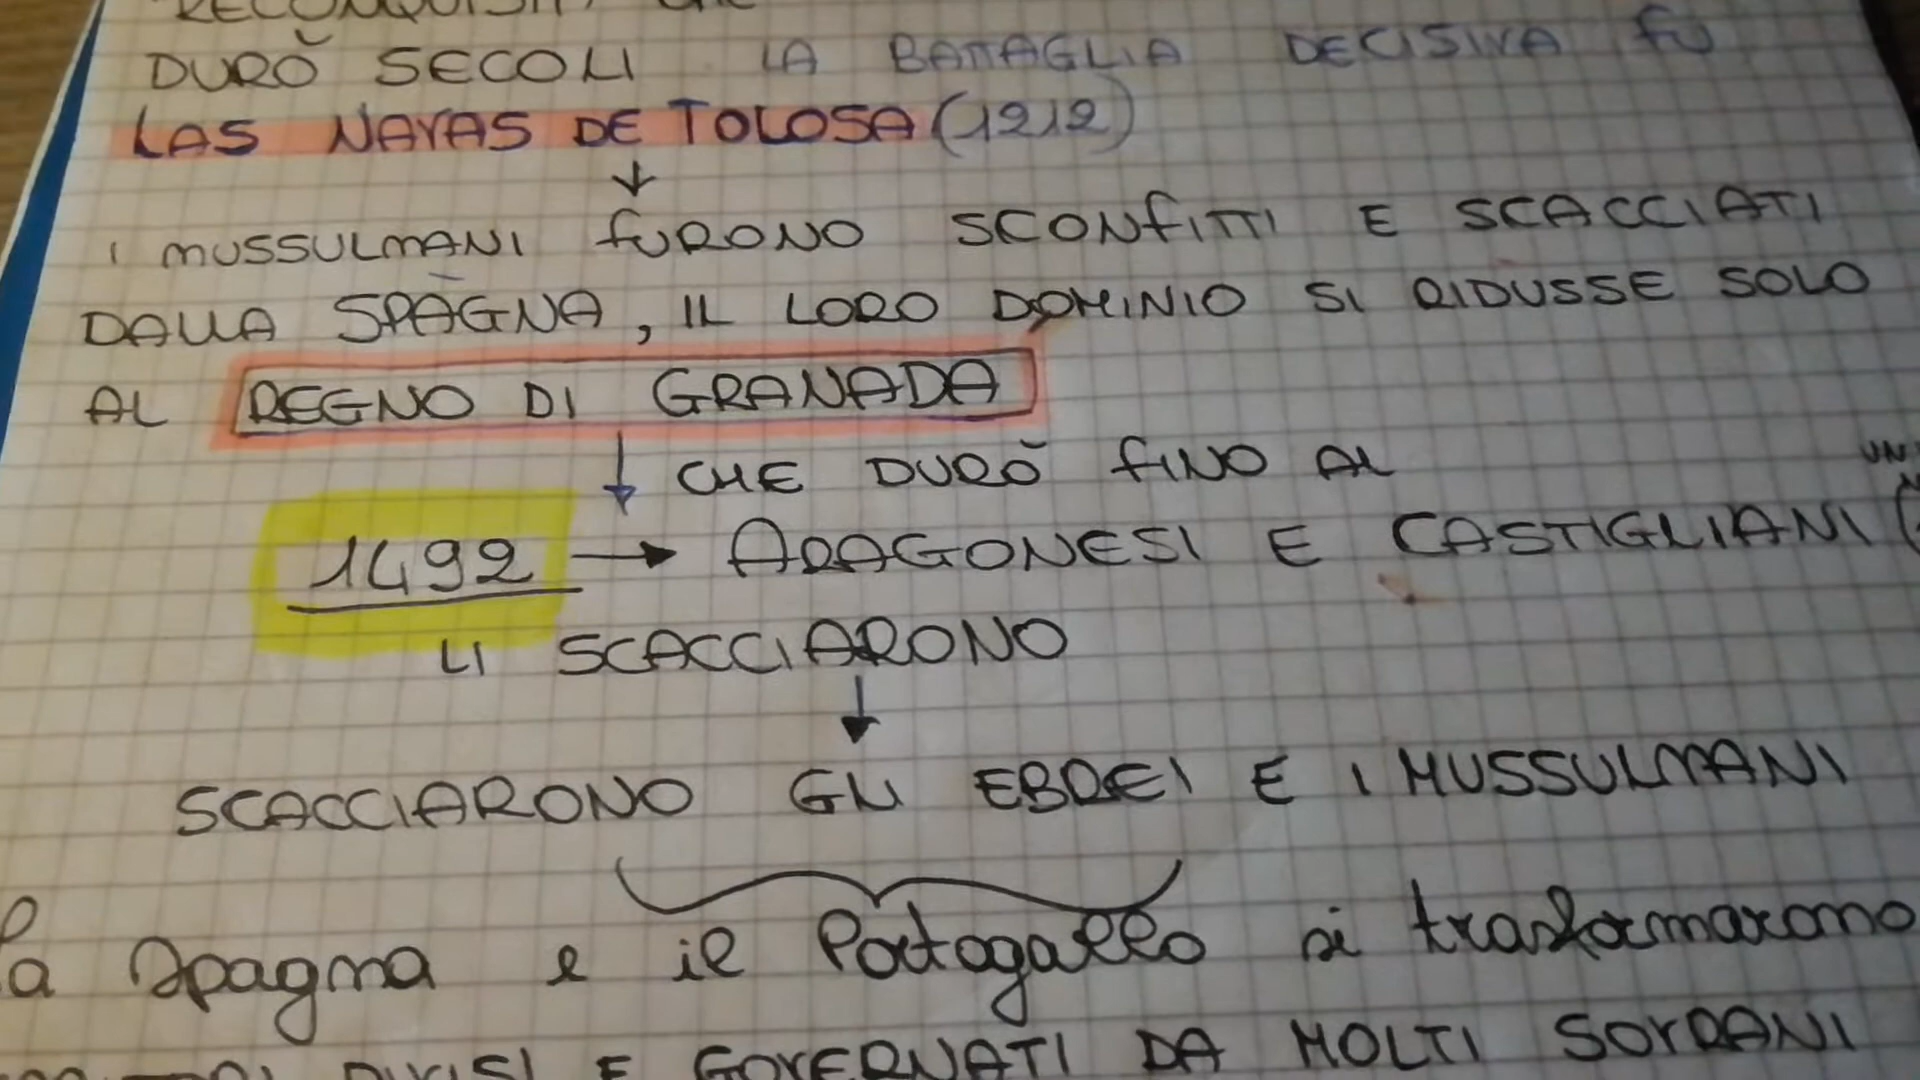 DURÒ SECOLI LA BATTAGLIA DECISIVA FU
LAS NAVAS DE TOLOSA (1212)
I MUSSULMANI FURONO SCONFITTI E SCACCIATI
DALLA SPAGNA, IL LORO DOMINIO SI RIDUSSE SOLO
AL REGNO DI GRANADA
CHE DURÒ FINO AL
1492 → ARAGONESI E CASTIGLIANI (
LI SCACCIARONO
SCACCIARONO GLI EBREI E I MUSSULMANI
la Spagna e il Portogallo si trasformarono
DIVISI E GOVERNATI DA MOLTI SOVRANI